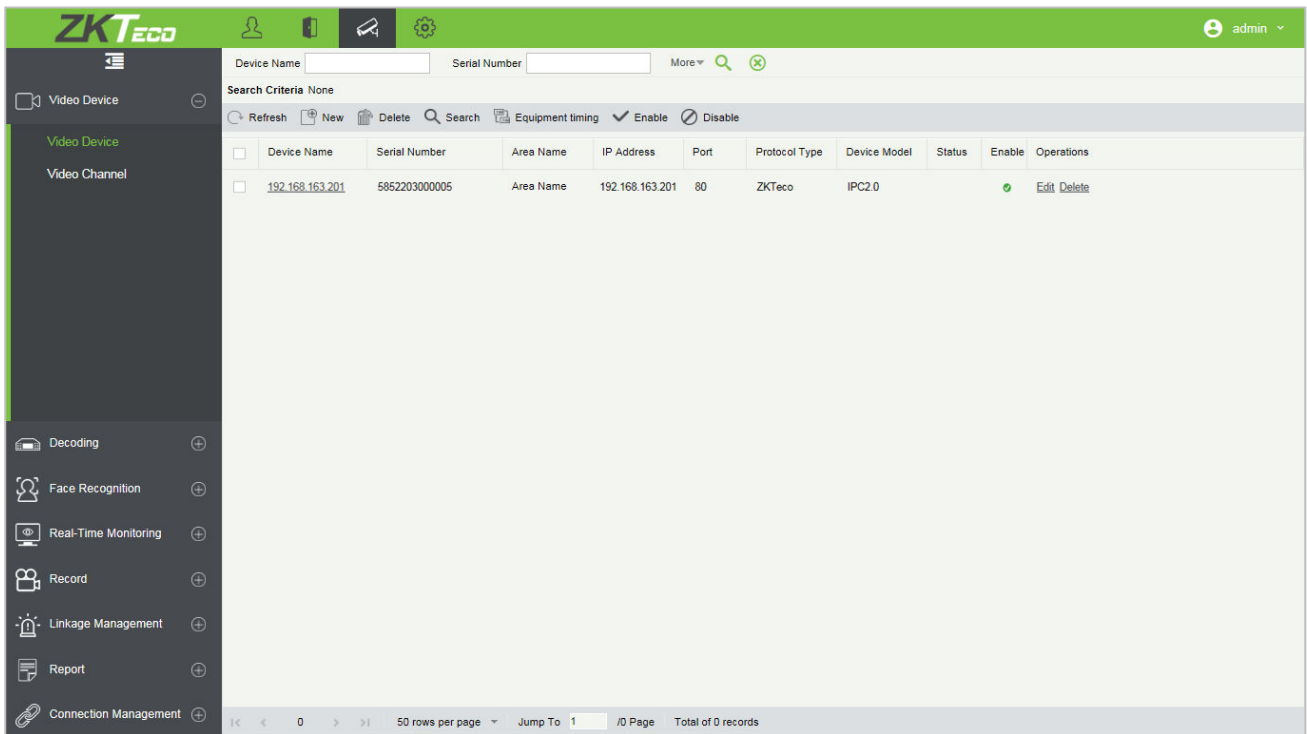 ZKTeco
admin
Device Name Serial Number More
Search Criteria None
Refresh New Delete Search Equipment timing Enable Disable
Device Name Serial Number Area Name IP Address Port Protocol Type Device Model Status Enable Operations
192.168.163.201 5852203000005 Area Name 192.168.163.201 80 ZKTeco IPC2.0 Edit Delete
Video Device
Video Device
Video Channel
Decoding
Face Recognition
Real-Time Monitoring
Record
Linkage Management
Report
Connection Management
0 50 rows per page Jump To 1 /0 Page Total of 0 records